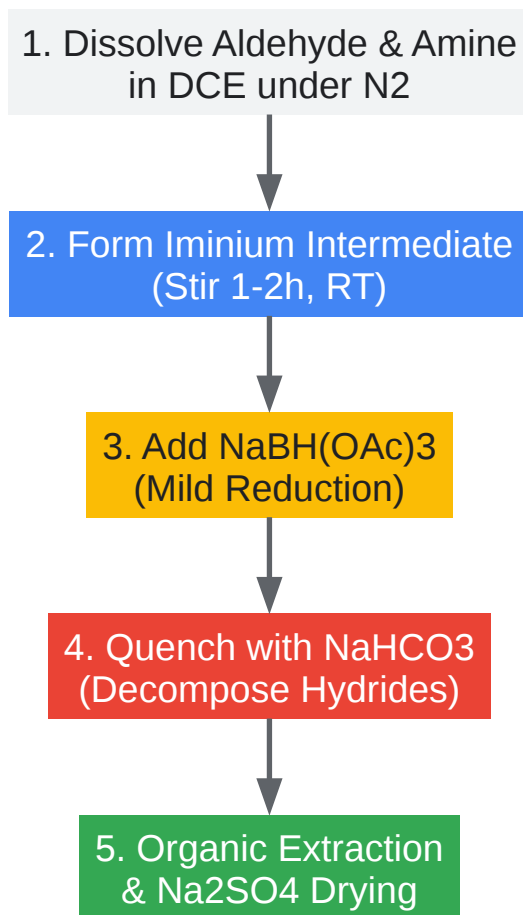 1. Dissolve Aldehyde & Amine
in DCE under N2
2. Form Iminium Intermediate
(Stir 1-2h, RT)
3. Add NaBH(OAc)3
(Mild Reduction)
4. Quench with NaHCO3
(Decompose Hydrides)
5. Organic Extraction
& Na2SO4 Drying